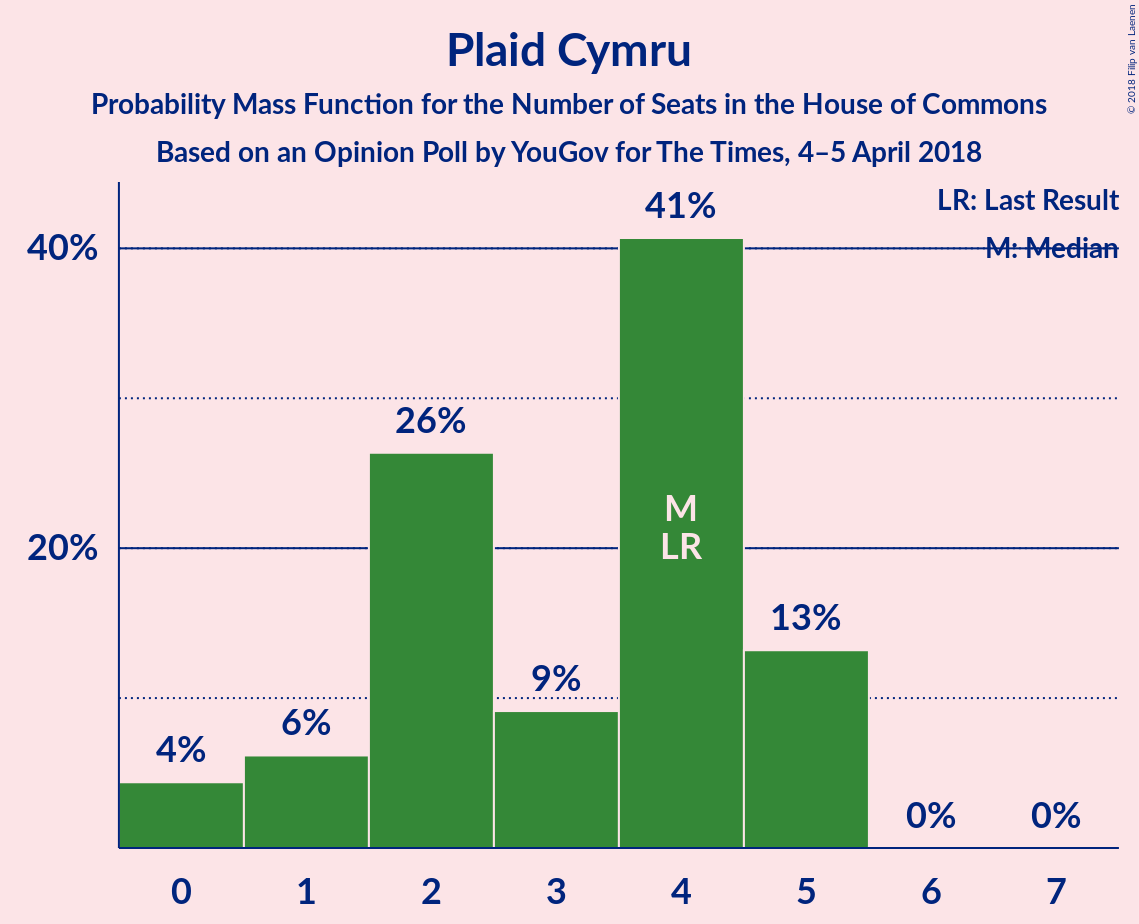 Plaid Cymru
Probability Mass Function for the Number of Seats in the House of Commons
Based on an Opinion Poll by YouGov for The Times, 4–5 April 2018
© 2018 Filip van Laenen
LR: Last Result
M: Median
40%
20%
4%
6%
26%
9%
41%
M
LR
13%
0%
0%
0
1
2
3
4
5
6
7